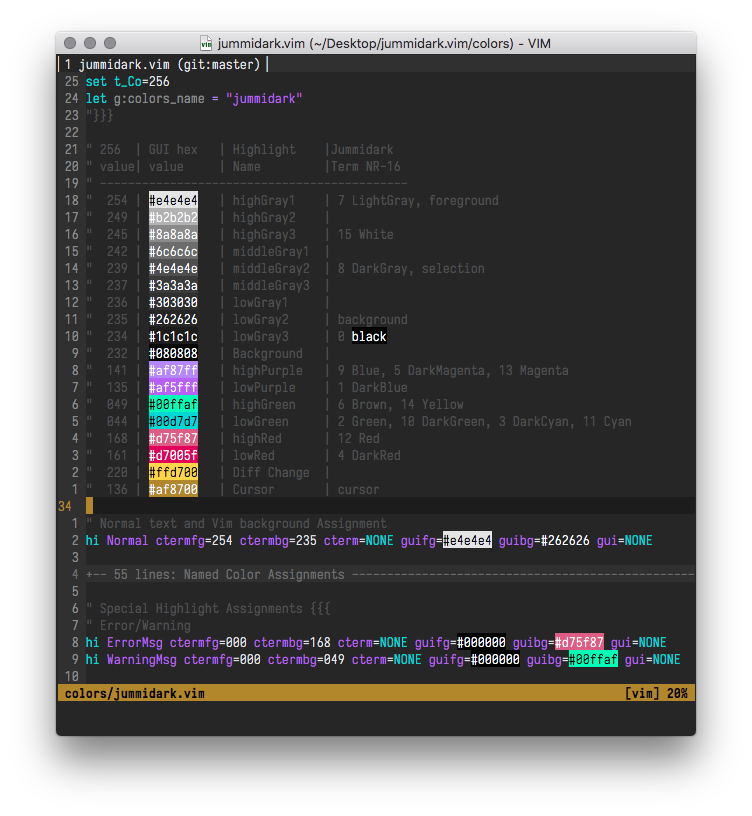 jummidark.vim (~/Desktop/jummidark.vim/colors) - VIM
1 jummidark.vim (git:master)
25 set t_Co=256
24 let g:colors_name = "jummidark"
23 "}}}
22
21 " 256  | GUI hex   | Highlight    |Jummidark
20 " value| value     | Name         |Term NR-16
19 " --------------------------------------------
18 "  254 | #e4e4e4   | highGray1    | 7 LightGray, foreground
17 "  249 | #b2b2b2   | highGray2    |
16 "  245 | #8a8a8a   | highGray3    | 15 White
15 "  242 | #6c6c6c   | middleGray1  |
14 "  239 | #4e4e4e   | middleGray2  | 8 DarkGray, selection
13 "  237 | #3a3a3a   | middleGray3  |
12 "  236 | #303030   | lowGray1     |
11 "  235 | #262626   | lowGray2     | background
10 "  234 | #1c1c1c   | lowGray3     | 0 black
9 "  232 | #080808   | Background   |
8 "  141 | #af87ff   | highPurple   | 9 Blue, 5 DarkMagenta, 13 Magenta
7 "  135 | #af5fff   | lowPurple    | 1 DarkBlue
6 "  049 | #00ffaf   | highGreen    | 6 Brown, 14 Yellow
5 "  044 | #00d7d7   | lowGreen     | 2 Green, 10 DarkGreen, 3 DarkCyan, 11 Cyan
4 "  168 | #d75f87   | highRed      | 12 Red
3 "  161 | #d7005f   | lowRed       | 4 DarkRed
2 "  220 | #ffd700   | Diff Change  |
1 "  136 | #af8700   | Cursor       | cursor
34
1 " Normal text and Vim background Assignment
2 hi Normal ctermfg=254 ctermbg=235 cterm=NONE guifg=#e4e4e4 guibg=#262626 gui=NONE
3
4 +-- 55 lines: Named Color Assignments -------------------------------------------------
5
6 " Special Highlight Assignments {{{
7 " Error/Warning
8 hi ErrorMsg ctermfg=000 ctermbg=168 cterm=NONE guifg=#000000 guibg=#d75f87 gui=NONE
9 hi WarningMsg ctermfg=000 ctermbg=049 cterm=NONE guifg=#000000 guibg=#00ffaf gui=NONE
10
colors/jummidark.vim [vim] 20%